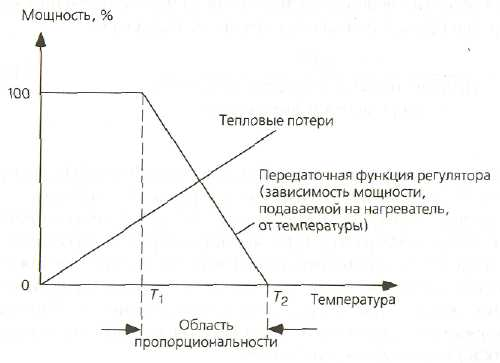 Мощность, %
100
Тепловые потери
Передаточная функция регулятора
(зависимость мощности,
подаваемой на нагреватель,
от температуры)
0
T1
T2
Температура
Область
пропорциональности